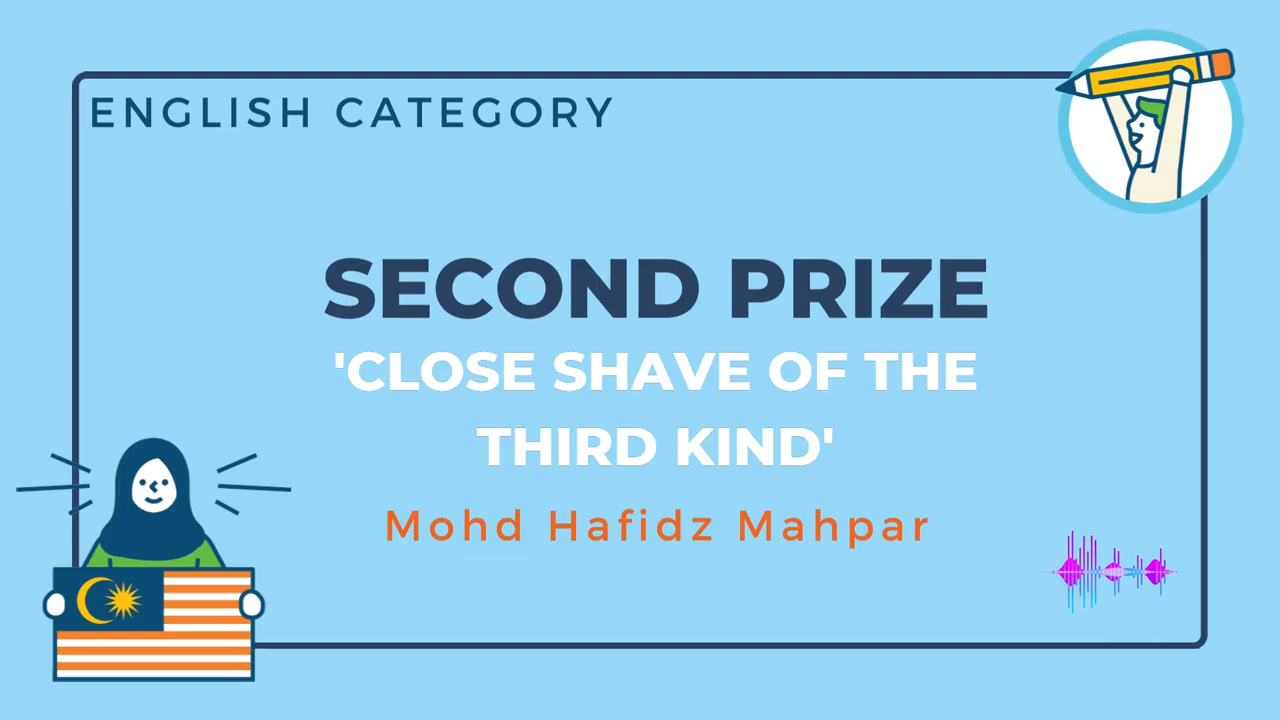 ENGLISH CATEGORY
SECOND PRIZE
'CLOSE SHAVE OF THE
THIRD KIND'
Mohd Hafidz Mahpar